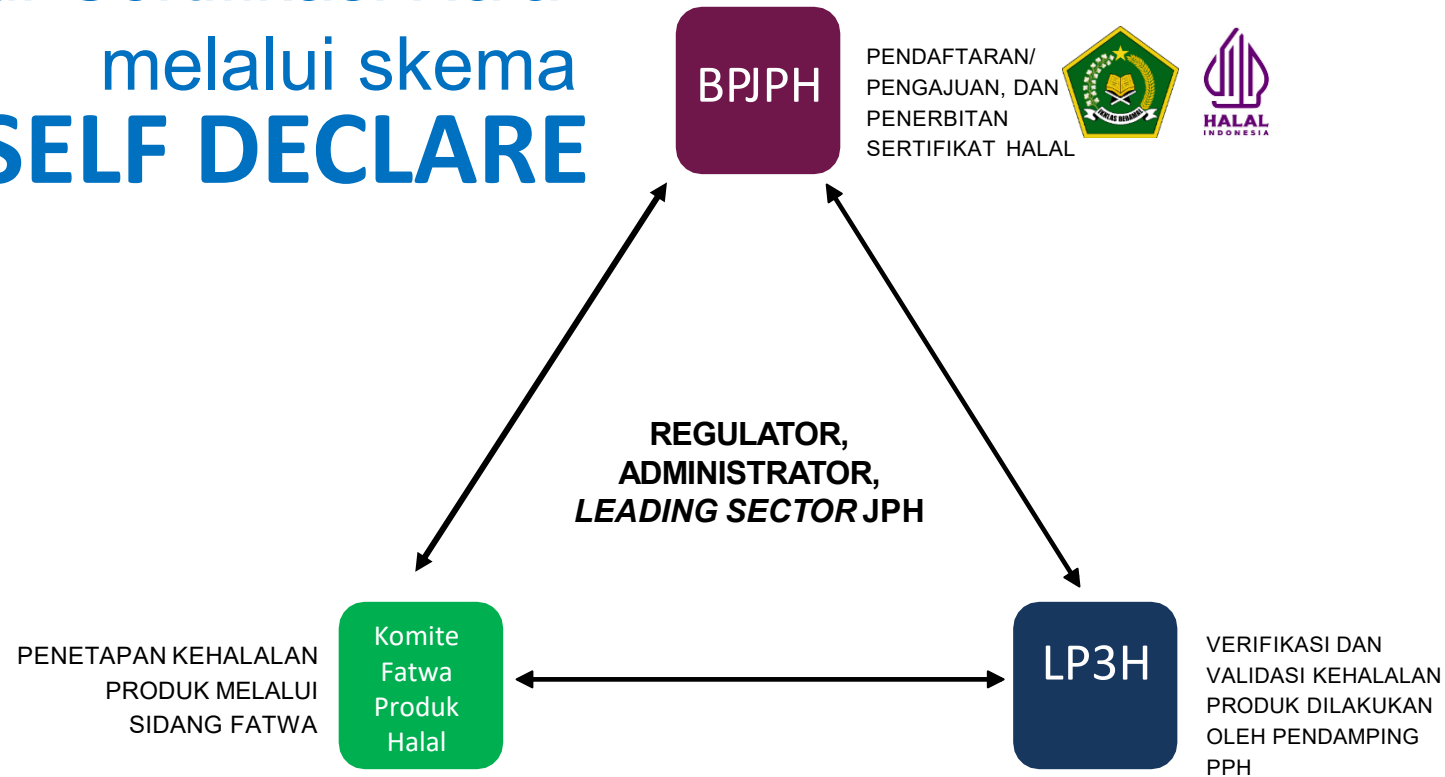 melalui skema
SELF DECLARE
BPJPH
PENDAFTARAN/
PENGAJUAN, DAN
PENERBITAN
SERTIFIKAT HALAL
IKHLAS BERAMAL
HALAL
INDONESIA
REGULATOR,
ADMINISTRATOR,
LEADING SECTOR JPH
PENETAPAN KEHALALAN
PRODUK MELALUI
SIDANG FATWA
Komite
Fatwa
Produk
Halal
LP3H
VERIFIKASI DAN
VALIDASI KEHALALAN
PRODUK DILAKUKAN
OLEH PENDAMPING
PPH